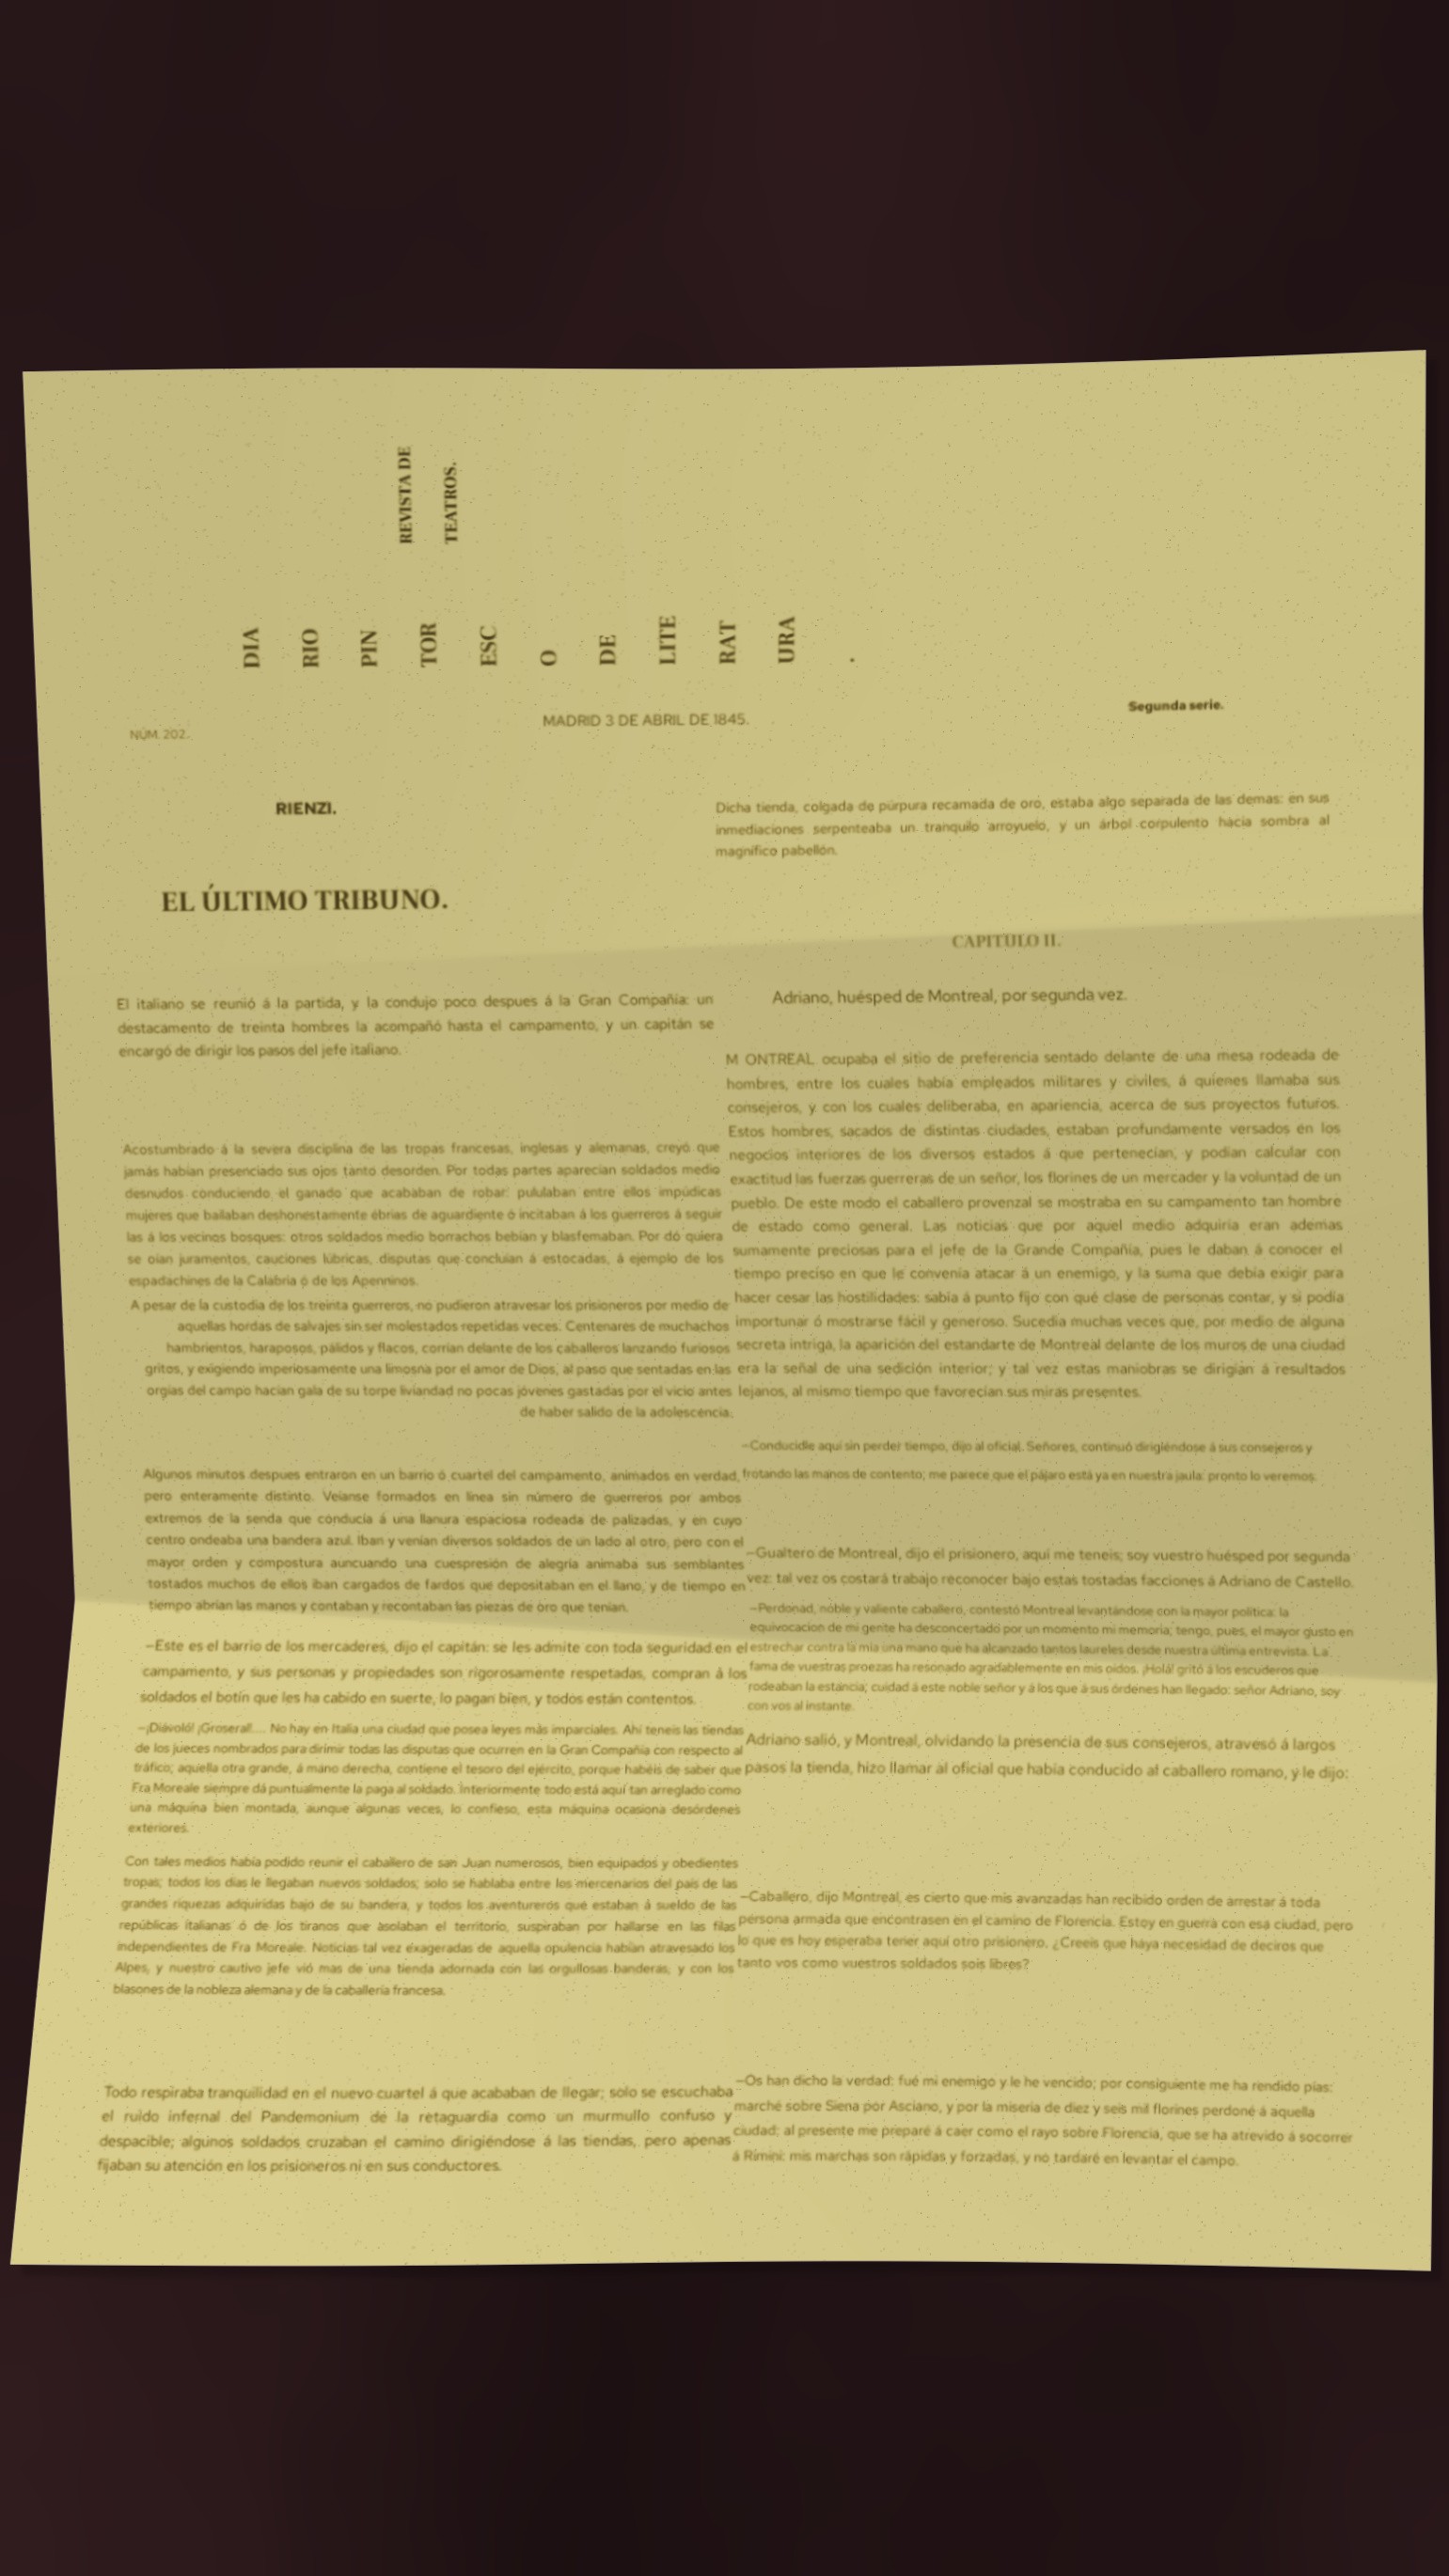 REVISTA DE
TEATROS.
DIA
RIO
PIN
TOR
ESC
O
DE
LITE
RAT
URA
.
NÚM. 202.
MADRID 3 DE ABRIL DE 1845.
Segunda serie.
RIENZI.
EL ÚLTIMO TRIBUNO.
El italiano se reunió á la partida, y la condujo poco despues á la Gran Compañia: un
destacamento de treinta hombres la acompañó hasta el campamento, y un capitán se
encargó de dirigir los pasos del jefe italiano.
Acostumbrado á la severa disciplina de las tropas francesas, inglesas y alemanas, creyó que
jamás habian presenciado sus ojos tanto desorden. Por todas partes aparecian soldados medio
desnudos conduciendo el ganado que acababan de robar: pululaban entre ellos impúdicas
mujeres que bailaban deshonestamente ébrias de aguardiente ó incitaban á los guerreros á seguir
las á los vecinos bosques: otros soldados medio borrachos bebian y blasfemaban. Por dó quiera
se oian juramentos, cauciones lúbricas, disputas que concluian á estocadas, á ejemplo de los
espadachines de la Calabria ó de los Apenninos.
A pesar de la custodia de los treinta guerreros, no pudieron atravesar los prisioneros por medio de
aquellas hordas de salvajes sin ser molestados repetidas veces. Centenares de muchachos
hambrientos, haraposos, pálidos y flacos, corrian delante de los caballeros lanzando furiosos
gritos, y exigiendo imperiosamente una limosna por el amor de Dios, al paso que sentadas en las
orgias del campo hacian gala de su torpe liviandad no pocas jóvenes gastadas por el vicio antes
de haber salido de la adolescencia.
Algunos minutos despues entraron en un barrio ó cuartel del campamento, animados en verdad,
pero enteramente distinto. Veianse formados en linea sin número de guerreros por ambos
extremos de la senda que conducia á una llanura espaciosa rodeada de palizadas, y en cuyo
centro ondeaba una bandera azul. Iban y venian diversos soldados de un lado al otro, pero con el
mayor orden y compostura auncuando una cuespresión de alegria animaba sus semblantes
tostados muchos de ellos iban cargados de fardos que depositaban en el llano, y de tiempo en
tiempo abrian las manos y contaban y recontaban las piezas de oro que tenian.
—Este es el barrio de los mercaderes, dijo el capitán: se les admite con toda seguridad en el
campamento, y sus personas y propiedades son rigorosamente respetadas, compran á los
soldados el botín que les ha cabido en suerte, lo pagan bien, y todos están contentos.
—¡Diávoló! ¡Grosera!!.... No hay en Italia una ciudad que posea leyes más imparciales. Ahi teneis las tiendas
de los jueces nombrados para dirimir todas las disputas que ocurren en la Gran Compañia con respecto al
tráfico; aquella otra grande, á mano derecha, contiene el tesoro del ejército, porque habéis de saber que
Fra Moreale siempre dá puntualmente la paga al soldado. Interiormente todo está aquí tan arreglado como
una máquina bien montada, aunque algunas veces, lo confieso, esta máquina ocasiona desórdenes
exteriores.
Con tales medios habia podido reunir el caballero de san Juan numerosos, bien equipados y obedientes
tropas; todos los dias le llegaban nuevos soldados; solo se hablaba entre los mercenarios del pais de las
grandes riquezas adquiridas bajo de su bandera, y todos los aventureros que estaban á sueldo de las
repúblicas italianas ó de los tiranos que asolaban el territorio, suspiraban por hallarse en las filas
independientes de Fra Moreale. Noticias tal vez éxageradas de aquella opulencia habian atravesado los
Alpes, y nuestro cautivo jefe vió mas de una tienda adornada con las orgullosas banderas, y con los
blasones de la nobleza alemana y de la caballeria francesa.
Todo respiraba tranquilidad en el nuevo cuartel á que acababan de llegar; solo se escuchaba
el ruido infernal del Pandemonium de la retaguardia como un murmullo confuso y
despacible; algunos soldados cruzaban el camino dirigiéndose á las tiendas, pero apenas
fijaban su atención en los prisioneros ni en sus conductores.
Dicha tienda, colgada de púrpura recamada de oro, estaba algo separada de las demas: en sus
inmediaciones serpenteaba un tranquilo arroyuelo, y un árbol corpulento hacia sombra al
magnífico pabellón.
CAPITULO II.
Adriano, huésped de Montreal, por segunda vez.
M ONTREAL ocupaba el sitio de preferencia sentado delante de una mesa rodeada de
hombres, entre los cuales habia empleados militares y civiles, á quienes llamaba sus
consejeros, y con los cuales deliberaba, en apariencia, acerca de sus proyectos futuros.
Estos hombres, sacados de distintas ciudades, estaban profundamente versados en los
negocios interiores de los diversos estados á que pertenecian, y podian calcular con
exactitud las fuerzas guerreras de un señor, los florines de un mercader y la voluntad de un
pueblo. De este modo el caballero provenzal se mostraba en su campamento tan hombre
de estado como general. Las noticias que por aquel medio adquiria eran ademas
sumamente preciosas para el jefe de la Grande Compañia, pues le daban á conocer el
tiempo preciso en que le convenia atacar á un enemigo, y la suma que debia exigir para
hacer cesar las hostilidades: sabia á punto fijo con qué clase de personas contar, y si podia
importunar ó mostrarse fácil y generoso. Sucedia muchas veces que, por medio de alguna
secreta intriga, la aparición del estandarte de Montreal delante de los muros de una ciudad
era la señal de una sedición interior; y tal vez estas maniobras se dirigian á resultados
lejanos, al mismo tiempo que favorecian sus miras presentes.
—Conducidle aquí sin perder tiempo, dijo al oficial. Señores, continuó dirigiéndose á sus consejeros y
frotando las manos de contento; me parece que el pájaro está ya en nuestra jaula: pronto lo veremos.
—Gualtero de Montreal, dijo el prisionero, aquí me teneis; soy vuestro huésped por segunda
vez: tal vez os costará trabajo reconocer bajo estas tostadas facciones á Adriano de Castello.
—Perdonad, nóble y valiente caballero, contestó Montreal levantándose con la mayor politica: la
equivocacion de mi gente ha desconcertado por un momento mi memoria; tengo, pues, el mayor gusto en
estrechar contra la mia una mano que ha alcanzado tantos laureles desde nuestra última entrevista. La
fama de vuestras proezas ha resonado agradablemente en mis oidos. ¡Holá! gritó á los escuderos que
rodeaban la estancia; cuidad á este noble señor y á los que á sus órdenes han llegado: señor Adriano, soy
con vos al instante.
Adriano salió, y Montreal, olvidando la presencia de sus consejeros, atravesó á largos
pasos la tienda, hizo llamar al oficial que habia conducido al caballero romano, y le dijo:
—Caballero, dijo Montreal, es cierto que mis avanzadas han recibido orden de arrestar á toda
persona armada que encontrasen en el camino de Florencia. Estoy en guerra con esa ciudad, pero
lo que es hoy esperaba tener aquí otro prisionero. ¿Creeis que haya necesidad de deciros que
tanto vos como vuestros soldados sois libres?
—Os han dicho la verdad: fué mi enemigo y le he vencido; por consiguiente me ha rendido pias:
marché sobre Siena por Asciano, y por la miseria de diez y seis mil florines perdoné á aquella
ciudad; al presente me preparé á caer como el rayo sobre Florencia, que se ha atrevido á socorrer
á Rimini: mis marchas son rápidas y forzadas, y no tardaré en levantar el campo.